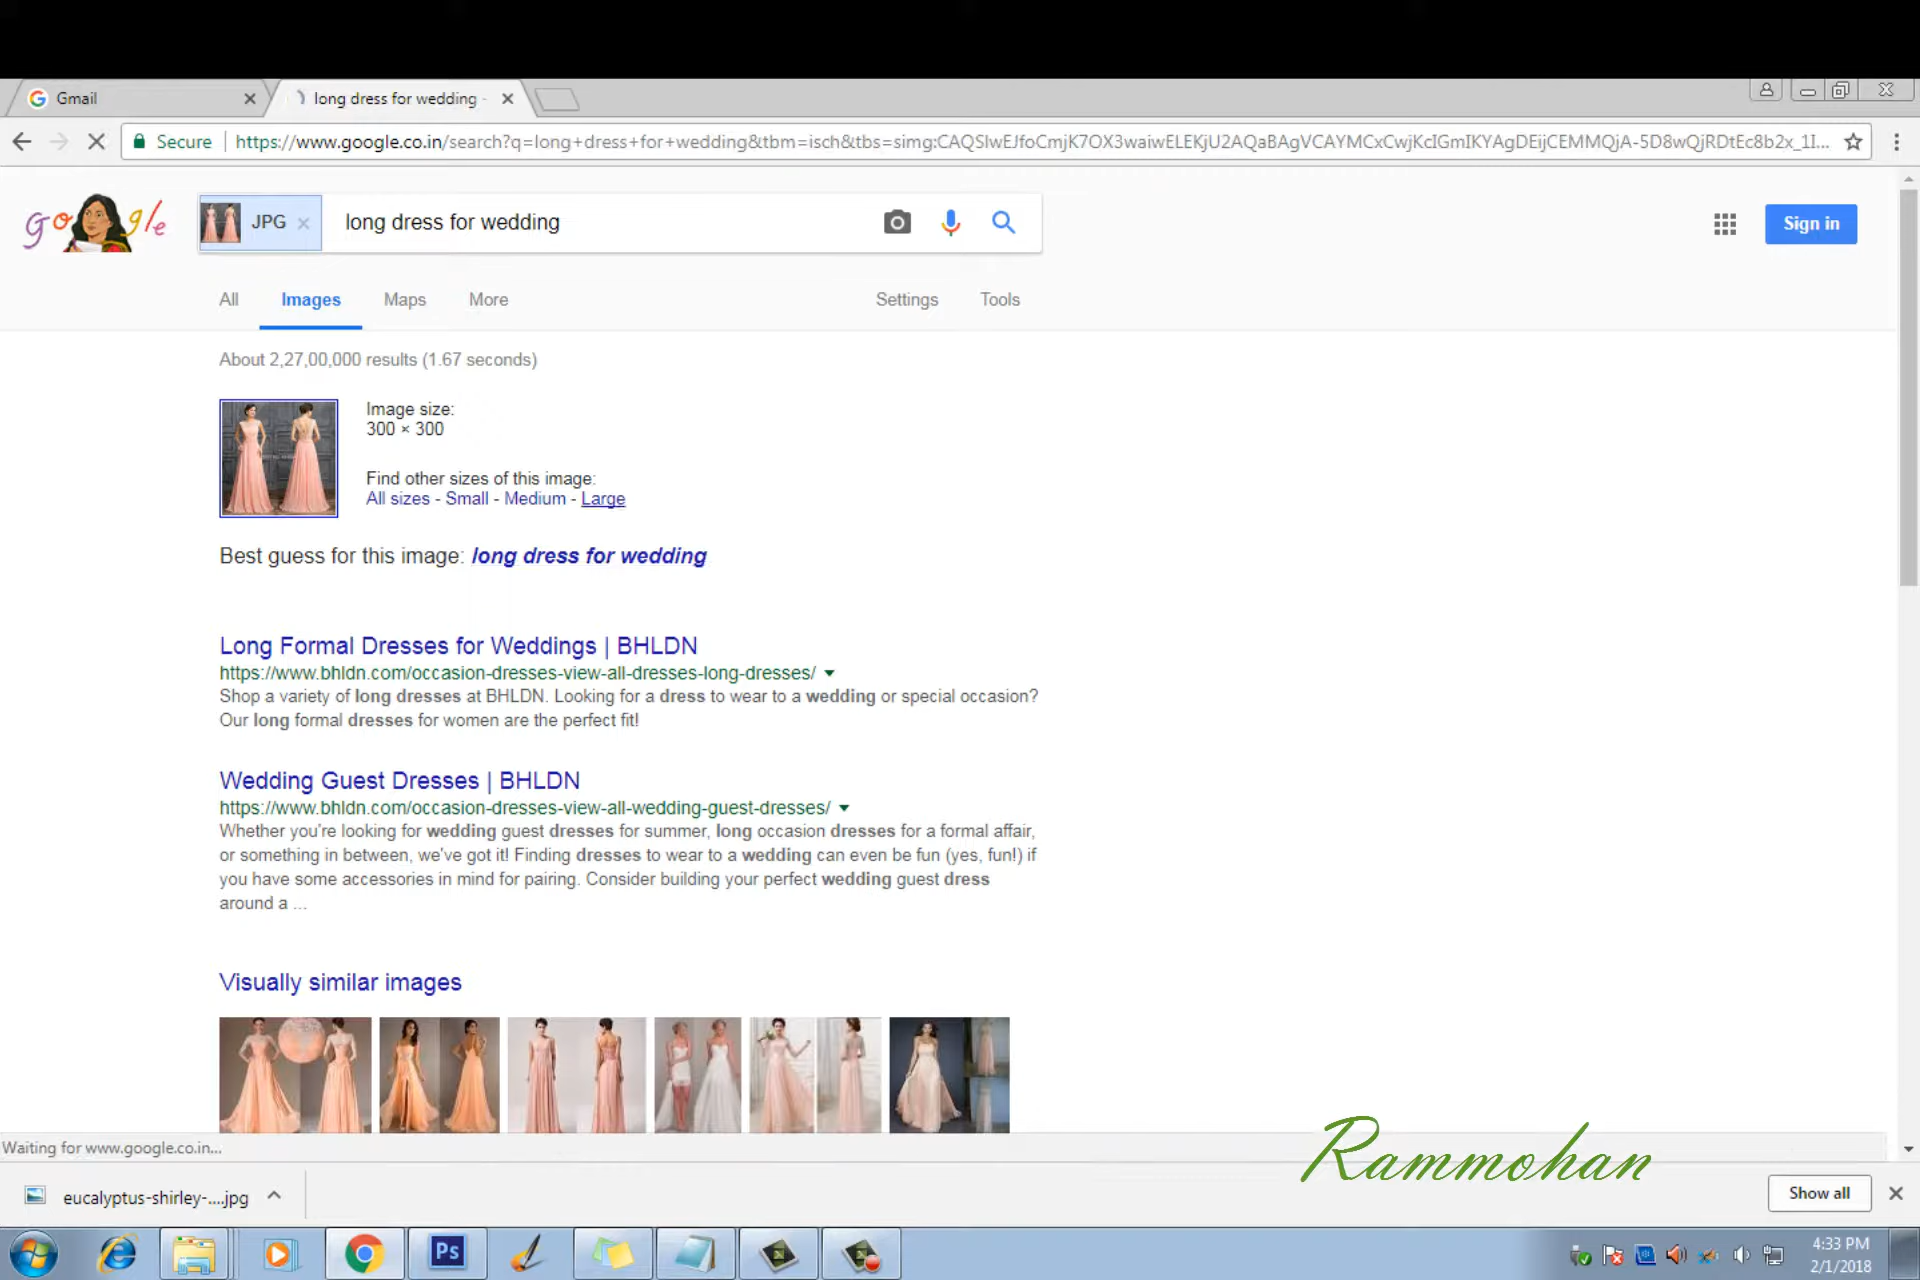 Gmail
long dress for wedding -
Secure
https://www.google.co.in/search?q=long+dress+for+wedding&tbm=isch&tbs=simg:CAQSlwEJfoCmjK7OX3waiwELEKjU2AQaBAgVCAYMCxCwjKcIGmIKYAgDEijCEMMQjA-5D8wQjRDtEc8b2x_1I...
JPG
long dress for wedding
Sign in
All
Images
Maps
More
Settings
Tools
About 2,27,00,000 results (1.67 seconds)
Image size:
300 × 300
Find other sizes of this image:
All sizes - Small - Medium - Large
Best guess for this image: long dress for wedding
Long Formal Dresses for Weddings | BHLDN
https://www.bhldn.com/occasion-dresses-view-all-dresses-long-dresses/
Shop a variety of long dresses at BHLDN. Looking for a dress to wear to a wedding or special occasion?
Our long formal dresses for women are the perfect fit!
Wedding Guest Dresses | BHLDN
https://www.bhldn.com/occasion-dresses-view-all-wedding-guest-dresses/
Whether you're looking for wedding guest dresses for summer, long occasion dresses for a formal affair,
or something in between, we've got it! Finding dresses to wear to a wedding can even be fun (yes, fun!) if
you have some accessories in mind for pairing. Consider building your perfect wedding guest dress
around a ...
Visually similar images
Waiting for www.google.co.in...
Rammohan
eucalyptus-shirley-....jpg
Show all
Ps
4:33 PM
2/1/2018